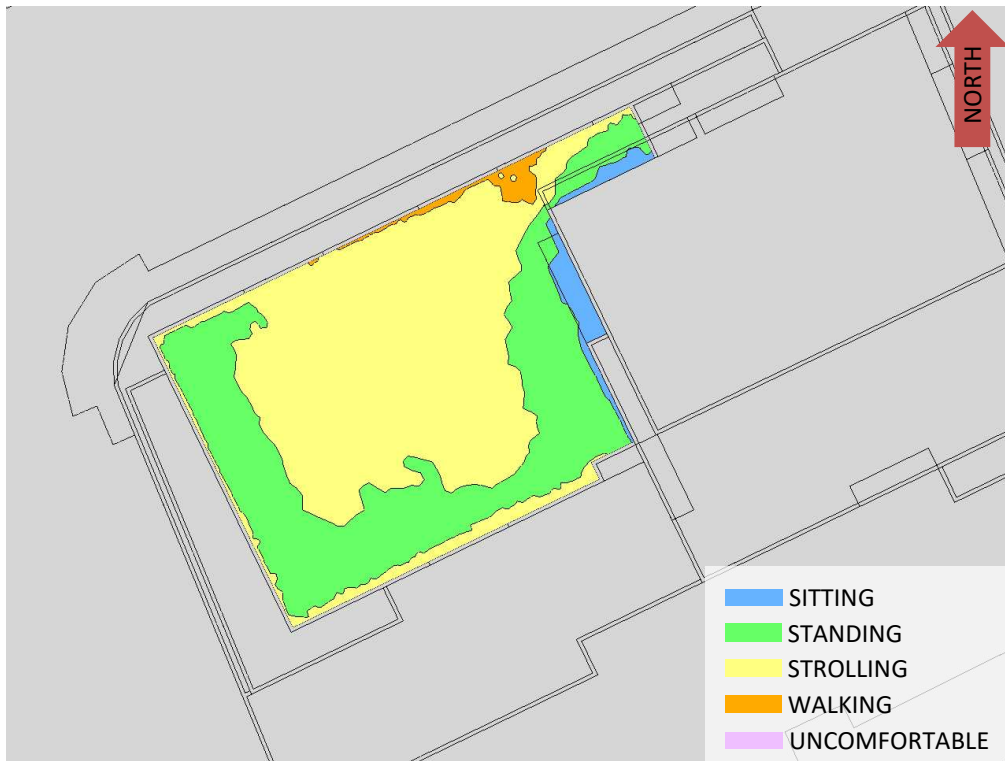 NORTH
SITTING
STANDING
STROLLING
WALKING
UNCOMFORTABLE